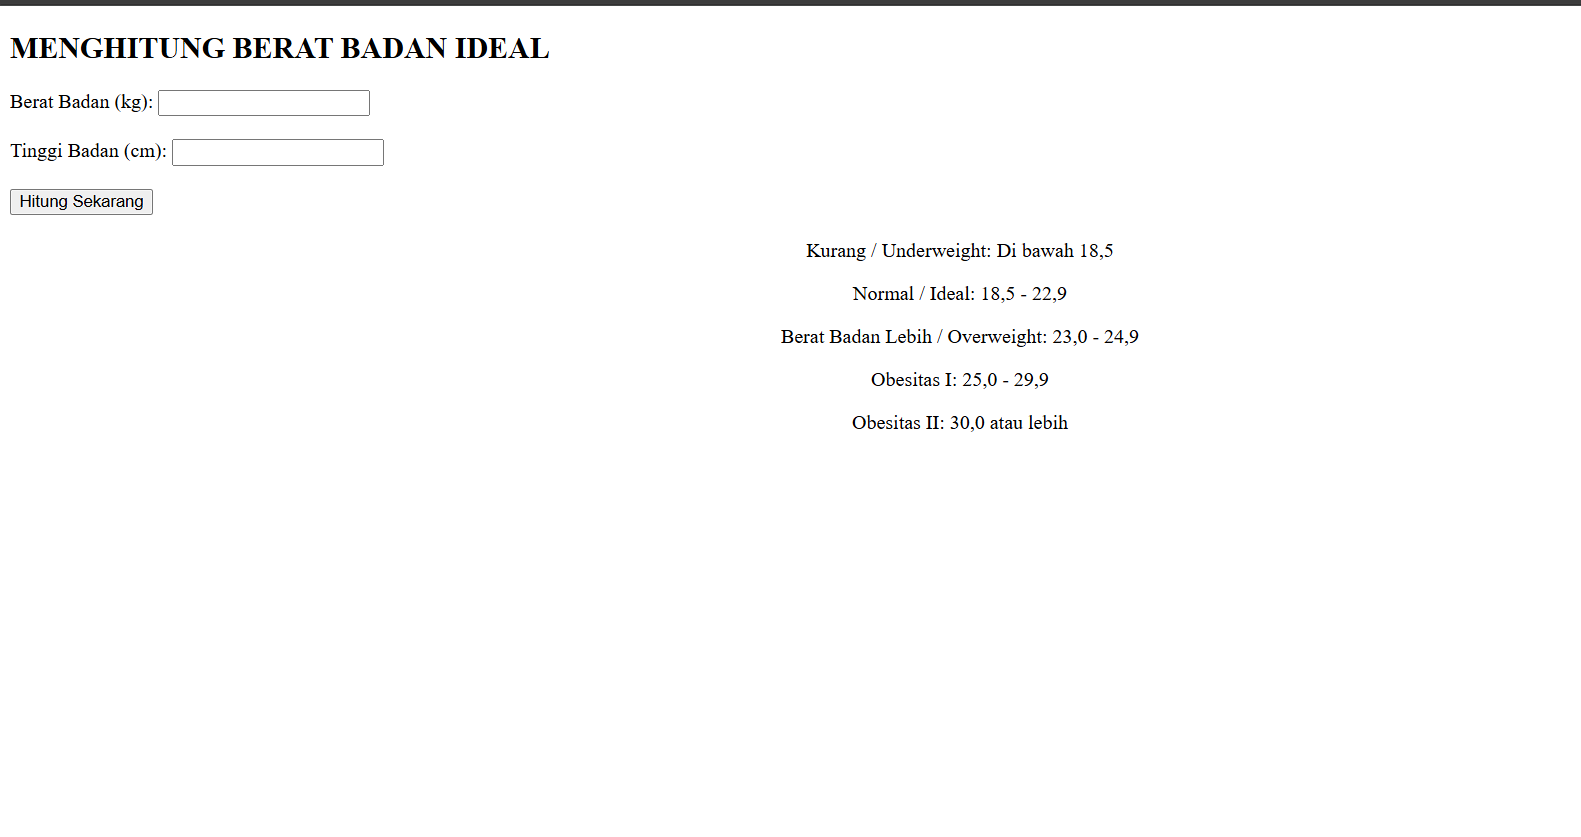 MENGHITUNG BERAT BADAN IDEAL
Berat Badan (kg):
Tinggi Badan (cm):
Hitung Sekarang
Kurang / Underweight: Di bawah 18,5
Normal / Ideal: 18,5 - 22,9
Berat Badan Lebih / Overweight: 23,0 - 24,9
Obesitas I: 25,0 - 29,9
Obesitas II: 30,0 atau lebih